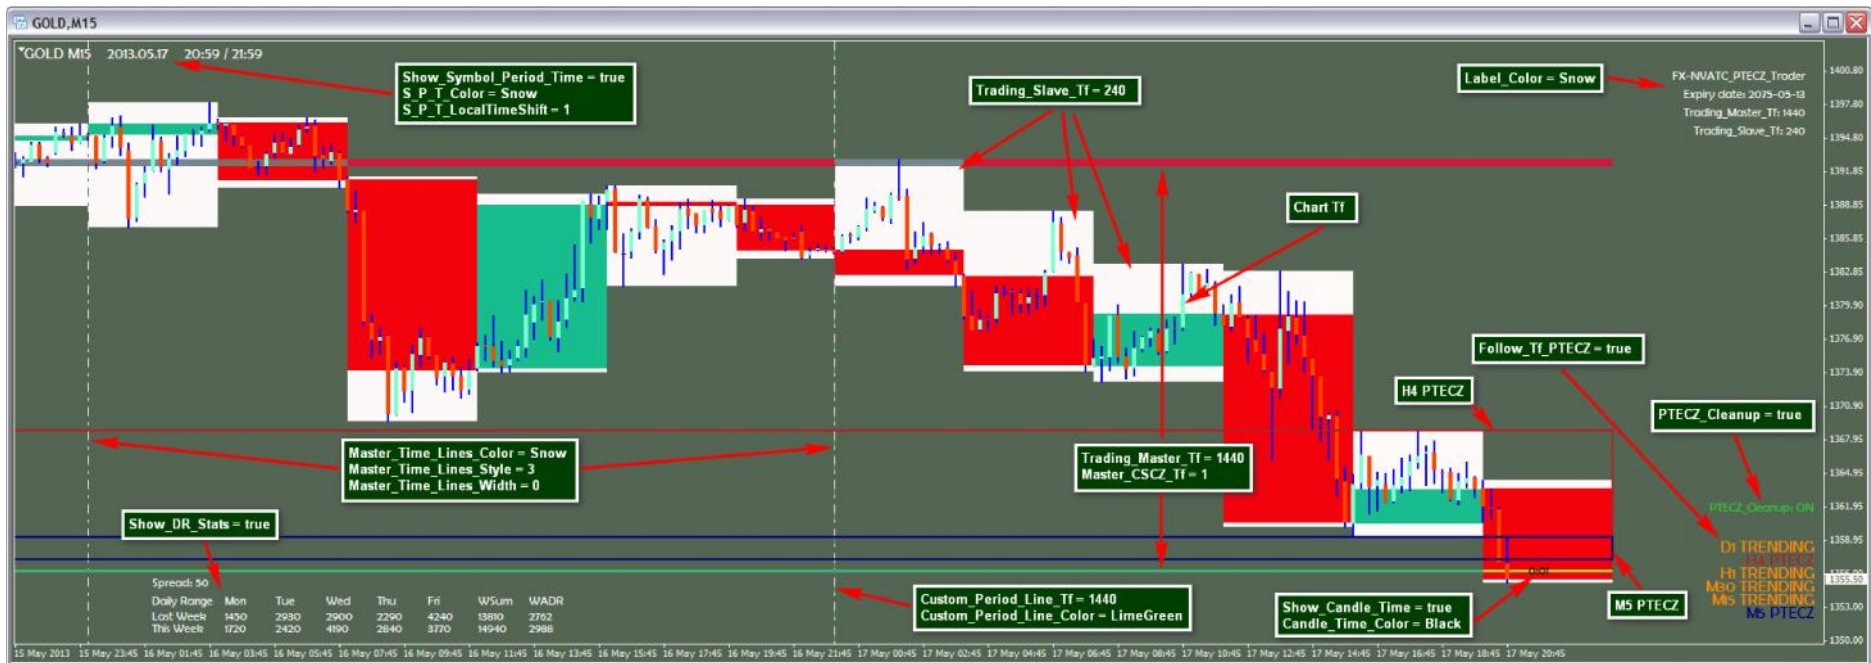 GOLD,M15
GOLD M15 2013.05.17 20:59 / 21:59
Show_Symbol_Period_Time = true
S_P_T_Color = Snow
S_P_T_LocalTimeShift = 1
Trading_Slave_Tf = 240
Label_Color = Snow
FX-NVATC_PTECZ_Trader
Expiry date: 2075-05-13
Trading_Master_Tf: 1440
Trading_Slave_Tf: 240
1400.80
1397.80
1394.80
1391.85
1388.85
1385.85
1382.85
1379.90
1376.90
1373.90
1370.90
1367.95
1364.95
1361.95
1358.95
1355.50
1353.00
1350.00
Chart Tf
Follow_Tf_PTECZ = true
H4 PTECZ
PTECZ_Cleanup = true
Master_Time_Lines_Color = Snow
Master_Time_Lines_Style = 3
Master_Time_Lines_Width = 0
Trading_Master_Tf = 1440
Master_CSCZ_Tf = 1
Show_DR_Stats = true
PTECZ_Cleanup: ON
D1 TRENDING
H4 PTECZ
H1 TRENDING
M30 TRENDING
M15 TRENDING
M5 PTECZ
Spread: 50
Daily Range Mon Tue Wed Thu Fri WSum WADR
Last Week 1450 2930 2900 2290 4240 13810 2762
This Week 1720 2420 4190 2840 3770 14940 2988
Custom_Period_Line_Tf = 1440
Custom_Period_Line_Color = LimeGreen
Show_Candle_Time = true
Candle_Time_Color = Black
M5 PTECZ
15 May 2013 15 May 23:45 16 May 01:45 16 May 03:45 16 May 05:45 16 May 07:45 16 May 09:45 16 May 11:45 16 May 13:45 16 May 15:45 16 May 17:45 16 May 19:45 16 May 21:45 17 May 00:45 17 May 02:45 17 May 04:45 17 May 06:45 17 May 08:45 17 May 10:45 17 May 12:45 17 May 14:45 17 May 16:45 17 May 18:45 17 May 20:45